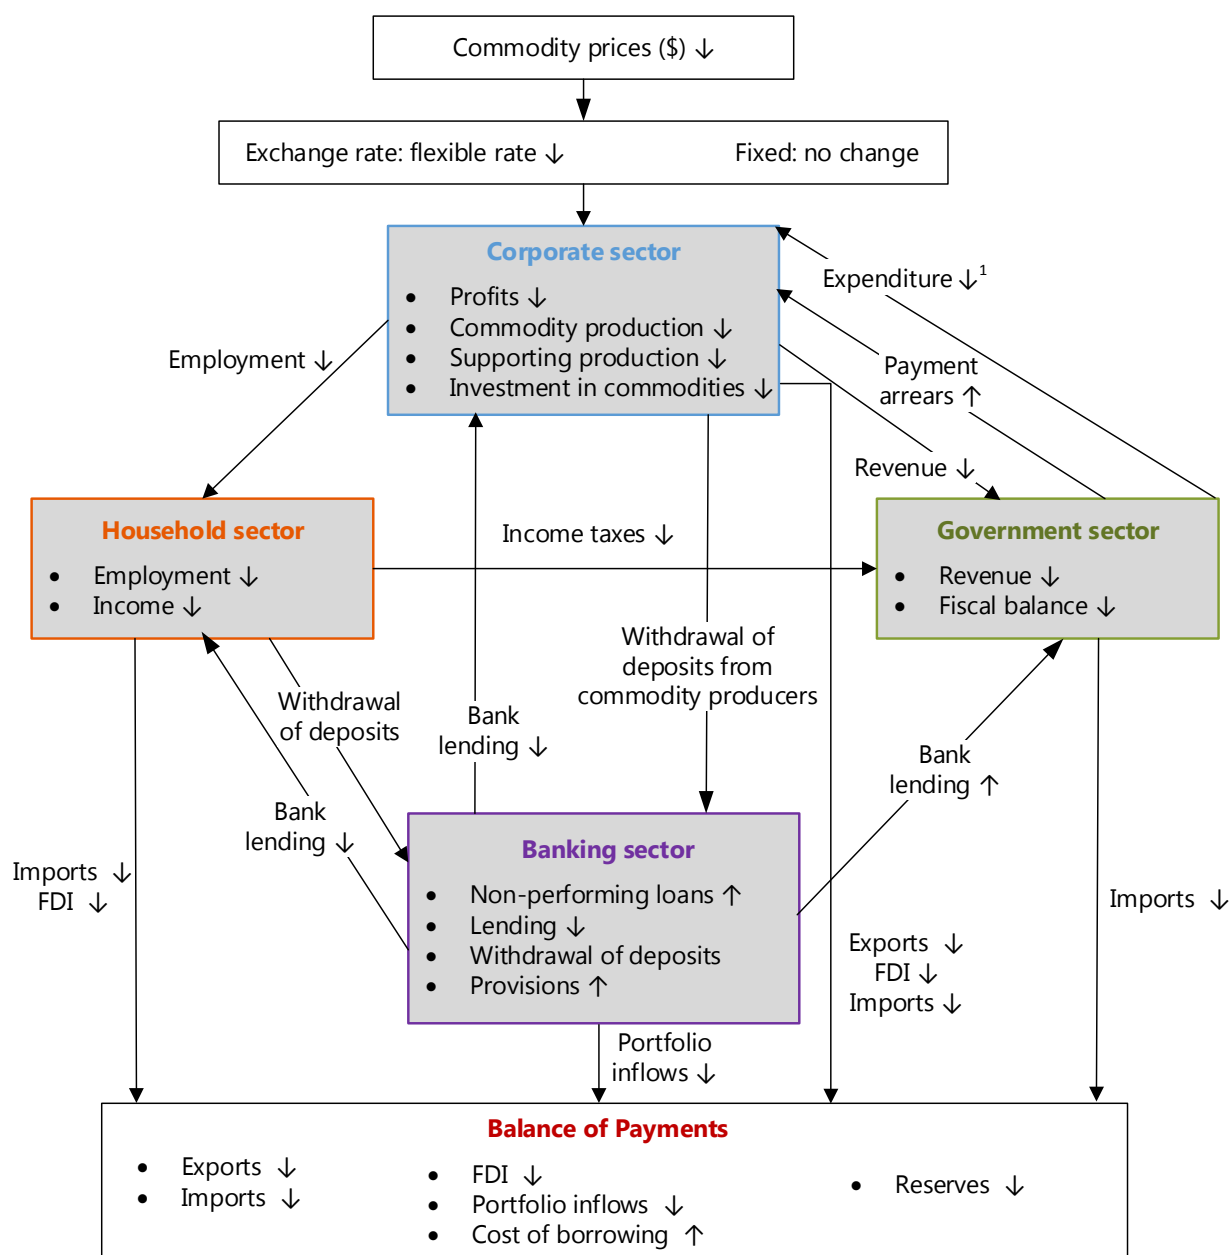 Commodity prices ($) ↓
Exchange rate: flexible rate ↓ Fixed: no change
Corporate sector
• Profits ↓
• Commodity production ↓
• Supporting production ↓
• Investment in commodities ↓
Expenditure ↓¹
Payment
arrears ↑
Employment ↓
Revenue ↓
Household sector
• Employment ↓
• Income ↓
Income taxes ↓
Government sector
• Revenue ↓
• Fiscal balance ↓
Withdrawal of
deposits from
commodity producers
Withdrawal
of deposits
Bank
lending ↓
Bank
lending ↑
Bank
lending ↓
Banking sector
• Non-performing loans ↑
• Lending ↓
• Withdrawal of deposits
• Provisions ↑
Imports ↓
FDI ↓
Imports ↓
Exports ↓
FDI ↓
Imports ↓
Portfolio
inflows ↓
Balance of Payments
• Exports ↓
• Imports ↓
• FDI ↓
• Portfolio inflows ↓
• Cost of borrowing ↑
• Reserves ↓